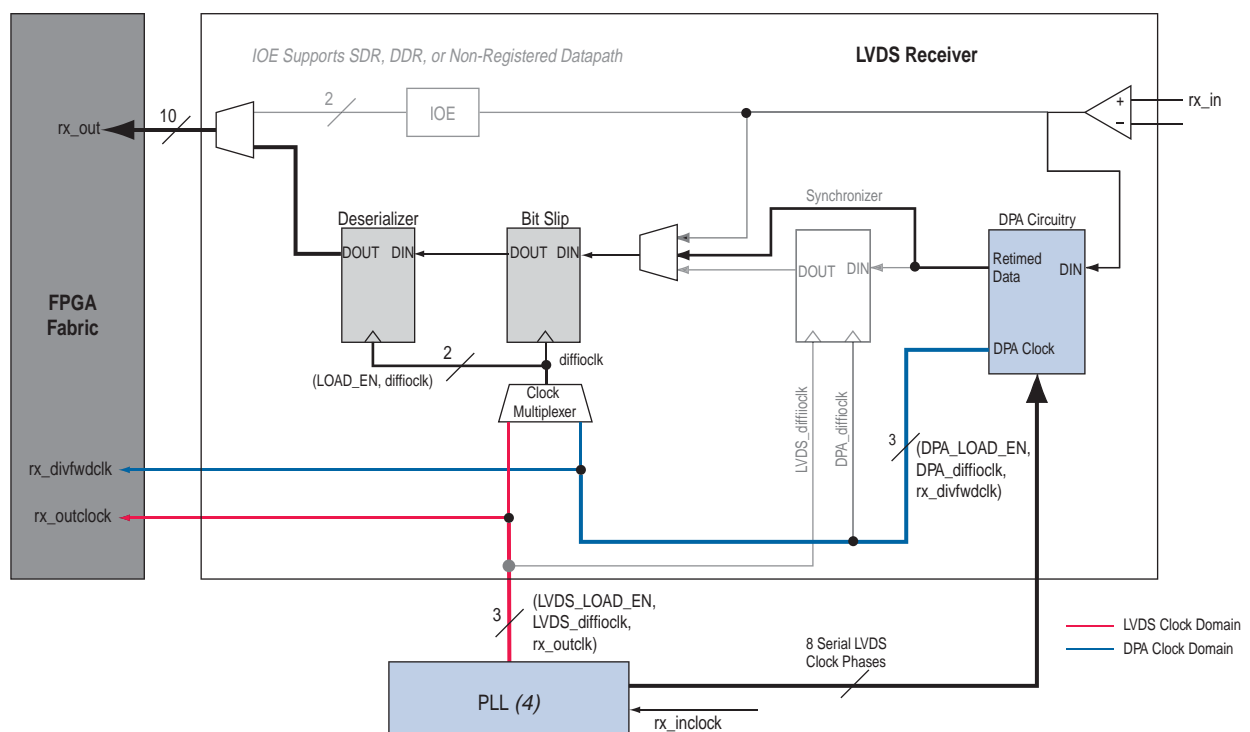 IOE Supports SDR, DDR, or Non-Registered Datapath
LVDS Receiver
2
IOE
+
–
rx_in
10
rx_out
Synchronizer
Deserializer
Bit Slip
DPA Circuitry
DOUT DIN
DOUT DIN
DOUT
DIN
Retimed
Data
DIN
FPGA
Fabric
DPA Clock
2
diffioclk
(LOAD_EN, diffioclk)
Clock
Multiplexer
LVDS_diffiioclk
DPA_diffioclk
3
(DPA_LOAD_EN,
DPA_diffioclk,
rx_divfwdclk)
rx_divfwdclk
rx_outclock
3
(LVDS_LOAD_EN,
LVDS_diffioclk,
rx_outclk)
8 Serial LVDS
Clock Phases
LVDS Clock Domain
DPA Clock Domain
PLL (4)
rx_inclock